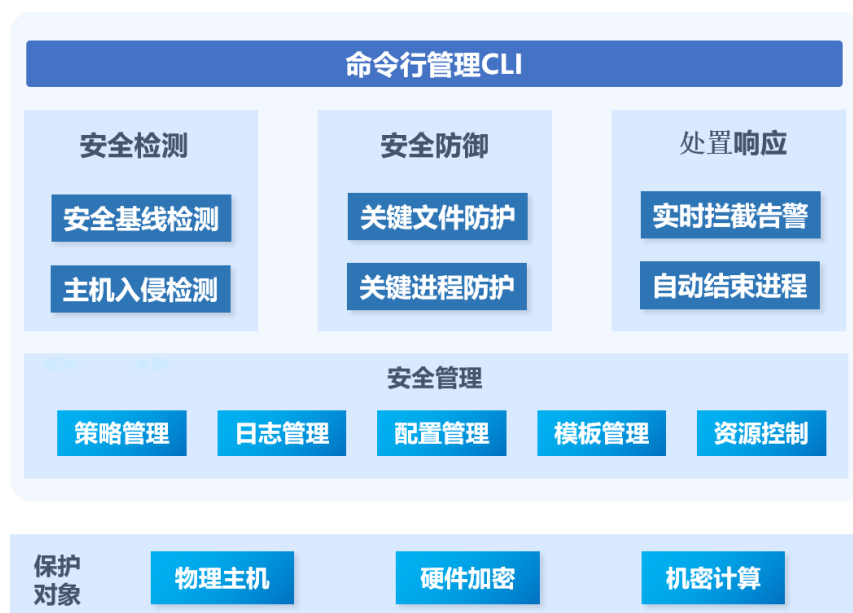 命令行管理CLI
安全检测
安全基线检测
主机入侵检测
安全防御
关键文件防护
关键进程防护
处置响应
实时拦截告警
自动结束进程
安全管理
策略管理
日志管理
配置管理
模板管理
资源控制
保护
对象
物理主机
硬件加密
机密计算